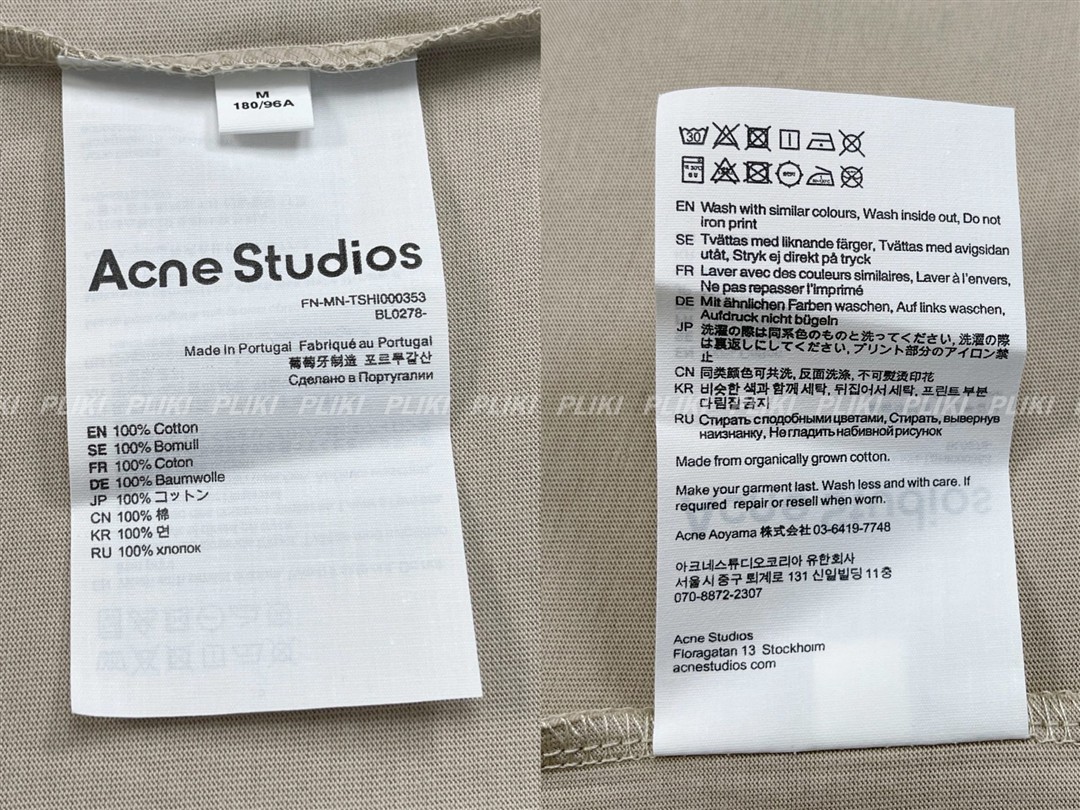 M
180/96A
Acne Studios
FN-MN-TSHI000353
BL0278-
Made in Portugal Fabriqué au Portugal
葡萄牙制造 포르투갈산
Сделано в Португалии
EN 100% Cotton
SE 100% Bomull
FR 100% Coton
DE 100% Baumwolle
JP 100% コットン
CN 100% 棉
KR 100% 면
RU 100% хлопок
30
EN Wash with similar colours, Wash inside out, Do not
iron print
SE Tvättas med liknande färger, Tvättas med avigsidan
utåt, Stryk ej direkt på tryck
FR Laver avec des couleurs similaires, Laver à l'envers,
Ne pas repasser l'imprimé
DE Mit ähnlichen Farben waschen, Auf links waschen,
Aufdruck nicht bügeln
JP 洗濯の際は同系色のものと洗ってください, 洗濯の際
は裏返しにしてください, プリント部分のアイロン禁
止
CN 同类颜色可共洗, 反面洗涤, 不可熨烫印花
KR 비슷한 색과 함께 세탁, 뒤집어서 세탁, 프린트 부분
다림질 금지
RU Стирать с подобными цветами, Стирать, вывернув
наизнанку, Не гладить набивной рисунок
Made from organically grown cotton.
Make your garment last. Wash less and with care. If
required repair or resell when worn.
Acne Aoyama 株式会社 03-6419-7748
아크네스튜디오코리아 유한회사
서울시 중구 퇴계로 131 신일빌딩 11층
070-8872-2307
Acne Studios
Floragatan 13 Stockholm
acnestudios com
PLIKI PLIKI PLIKI PLIKI PLIKI PLIKI PLIKI PLIKI PLIKI PLIKI PLIKI PLIKI